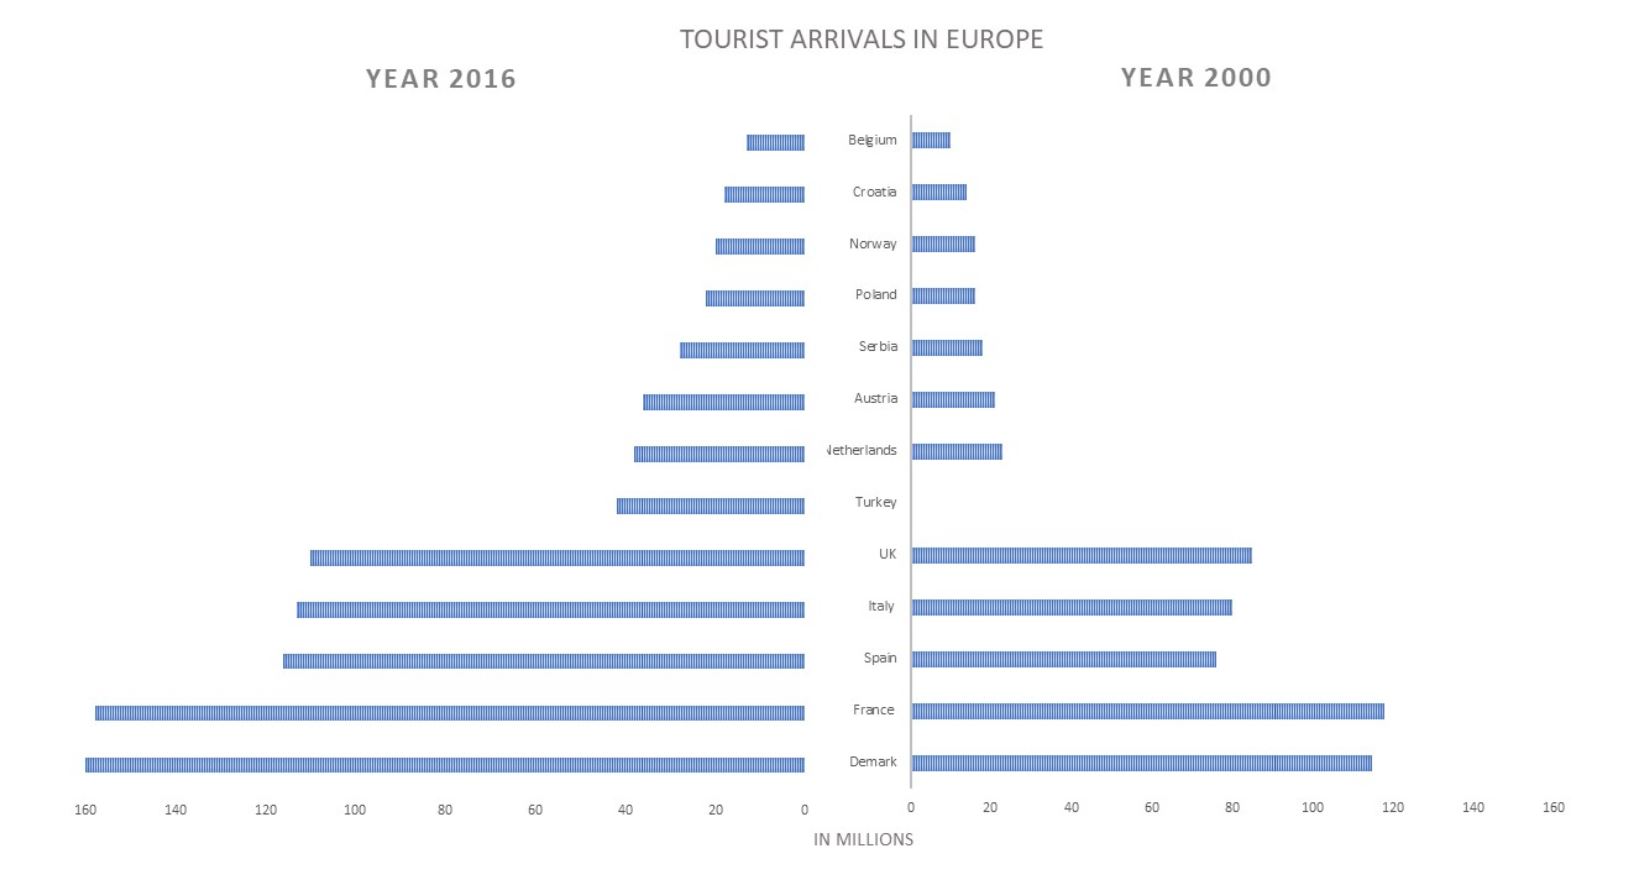 TOURIST ARRIVALS IN EUROPE
YEAR 2016
YEAR 2000
Belgium
Croatia
Norway
Poland
Serbia
Austria
Netherlands
Turkey
UK
Italy
Spain
France
Demark
160 140 120 100 80 60 40 20 0
0 20 40 60 80 100 120 140 160
IN MILLIONS